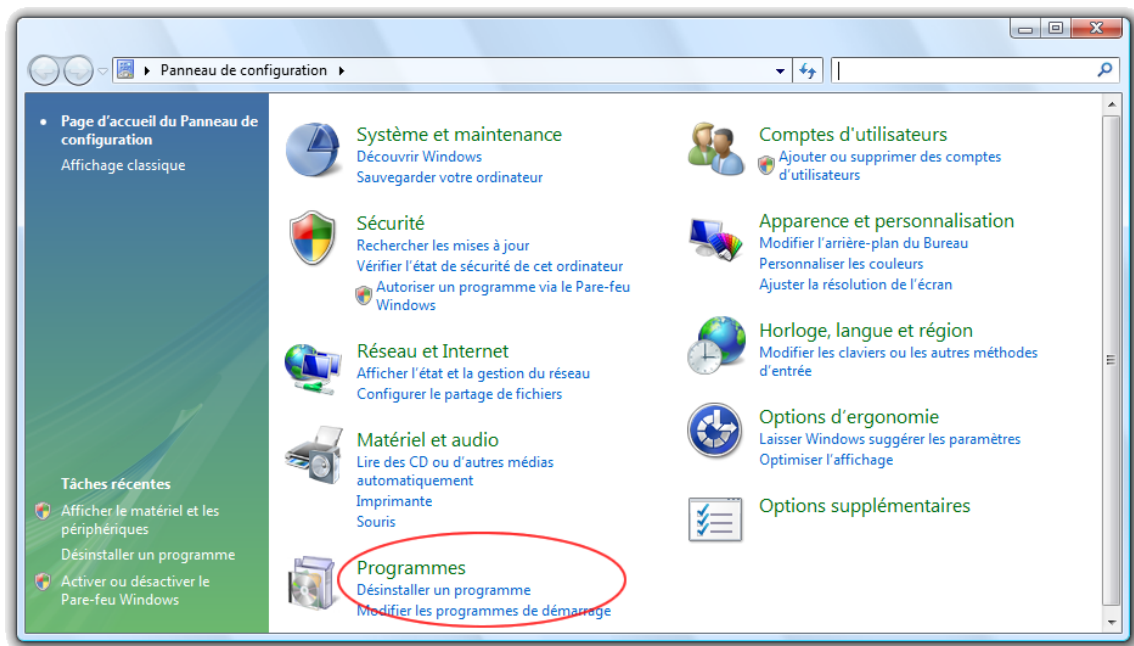 Panneau de configuration
Page d'accueil du Panneau de
configuration
Affichage classique
Tâches récentes
Afficher le matériel et les
périphériques
Désinstaller un programme
Activer ou désactiver le
Pare-feu Windows
Système et maintenance
Découvrir Windows
Sauvegarder votre ordinateur
Sécurité
Rechercher les mises à jour
Vérifier l'état de sécurité de cet ordinateur
Autoriser un programme via le Pare-feu
Windows
Réseau et Internet
Afficher l'état et la gestion du réseau
Configurer le partage de fichiers
Matériel et audio
Lire des CD ou d'autres médias
automatiquement
Imprimante
Souris
Programmes
Désinstaller un programme
Modifier les programmes de démarrage
Comptes d'utilisateurs
Ajouter ou supprimer des comptes
d'utilisateurs
Apparence et personnalisation
Modifier l'arrière-plan du Bureau
Personnaliser les couleurs
Ajuster la résolution de l'écran
Horloge, langue et région
Modifier les claviers ou les autres méthodes
d'entrée
Options d'ergonomie
Laisser Windows suggérer les paramètres
Optimiser l'affichage
Options supplémentaires